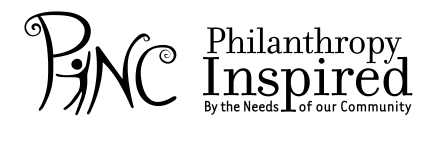 PiNC
Philanthropy
Inspired
By the Needs of our Community